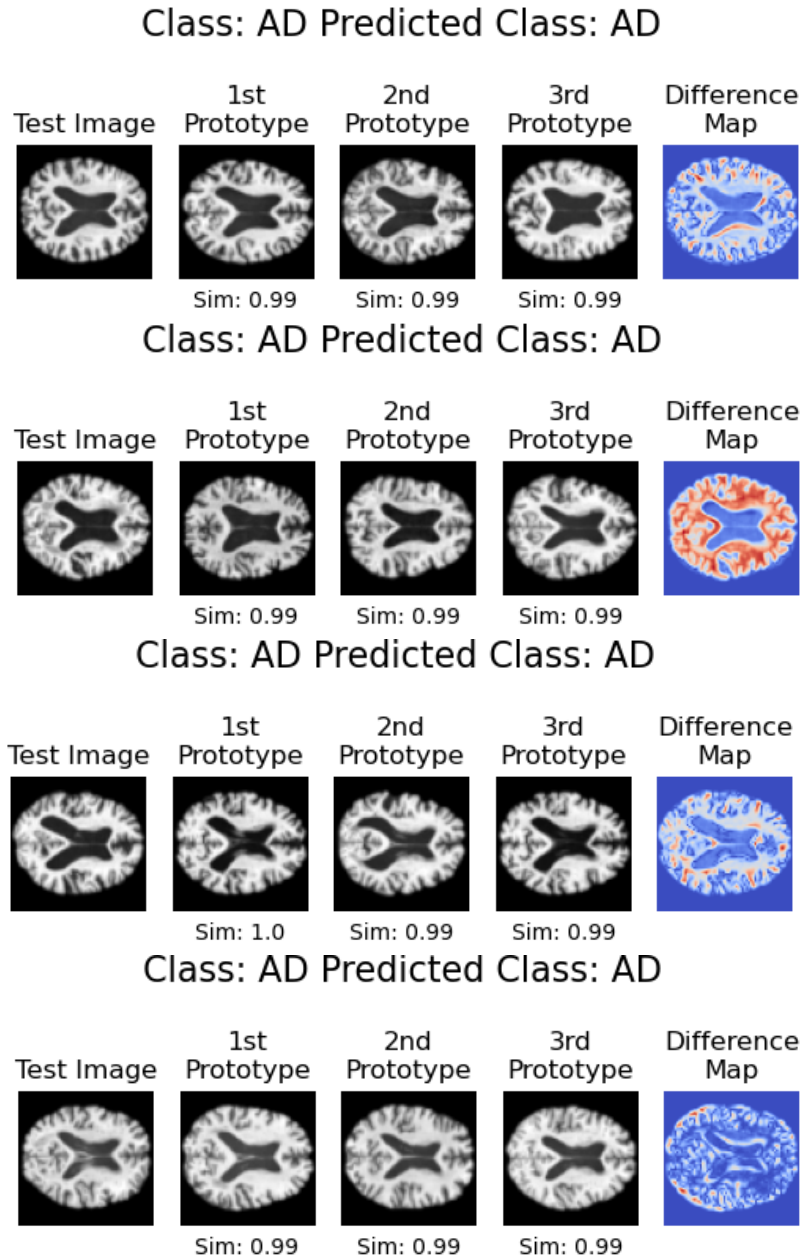 Class: AD Predicted Class: AD
Test Image
1st Prototype
2nd Prototype
3rd Prototype
Difference Map
Sim: 0.99
Sim: 0.99
Sim: 0.99
Class: AD Predicted Class: AD
Test Image
1st Prototype
2nd Prototype
3rd Prototype
Difference Map
Sim: 0.99
Sim: 0.99
Sim: 0.99
Class: AD Predicted Class: AD
Test Image
1st Prototype
2nd Prototype
3rd Prototype
Difference Map
Sim: 1.0
Sim: 0.99
Sim: 0.99
Class: AD Predicted Class: AD
Test Image
1st Prototype
2nd Prototype
3rd Prototype
Difference Map
Sim: 0.99
Sim: 0.99
Sim: 0.99